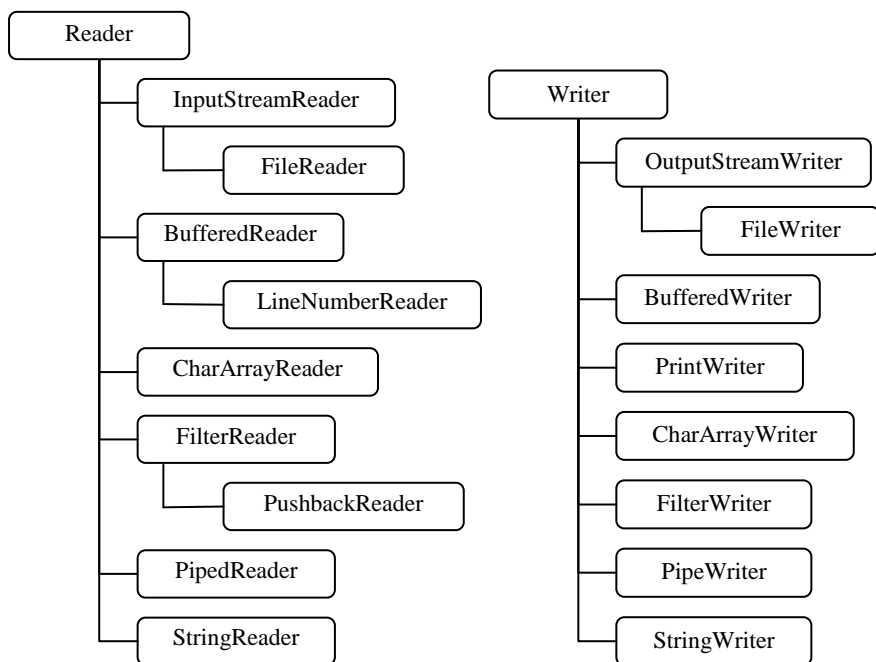 Reader
InputStreamReader
FileReader
BufferedReader
LineNumberReader
CharArrayReader
FilterReader
PushbackReader
PipedReader
StringReader
Writer
OutputStreamWriter
FileWriter
BufferedWriter
PrintWriter
CharArrayWriter
FilterWriter
PipeWriter
StringWriter